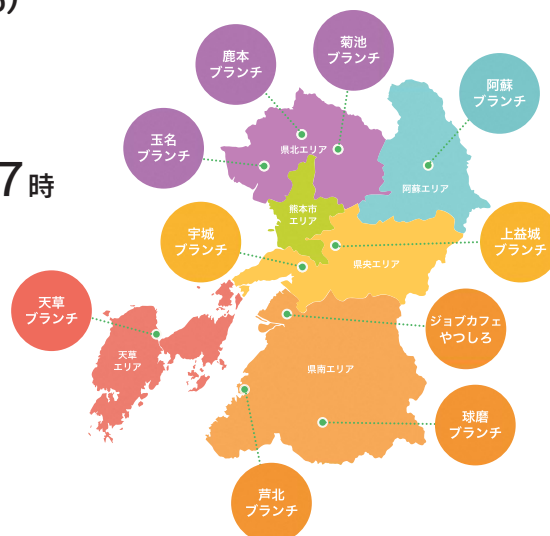 鹿本
ブランチ
菊池
ブランチ
阿蘇
ブランチ
玉名
ブランチ
県北エリア
阿蘇エリア
7時
熊本市
エリア
宇城
ブランチ
上益城
ブランチ
県央エリア
天草
ブランチ
ジョブカフェ
やつしろ
天草
エリア
県南エリア
球磨
ブランチ
芦北
ブランチ